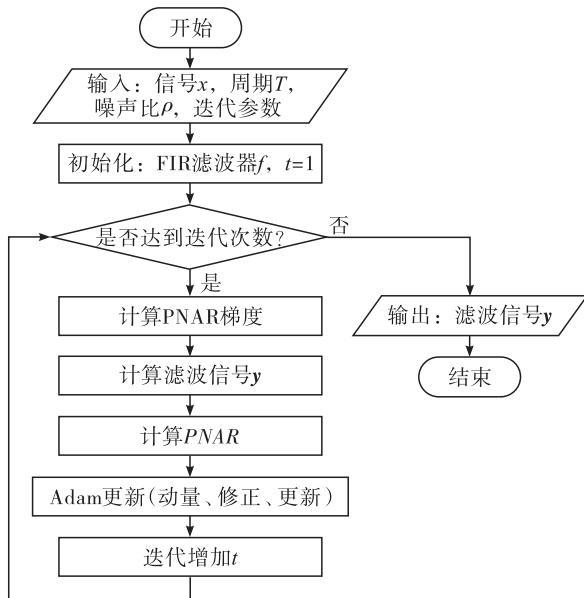 开始
输入：信号x，周期T，
噪声比ρ，迭代参数
初始化：FIR滤波器f，t=1
是否达到迭代次数？
否
是
计算PNAR梯度
输出：滤波信号y
计算滤波信号y
结束
计算PNAR
Adam更新（动量、修正、更新）
迭代增加t